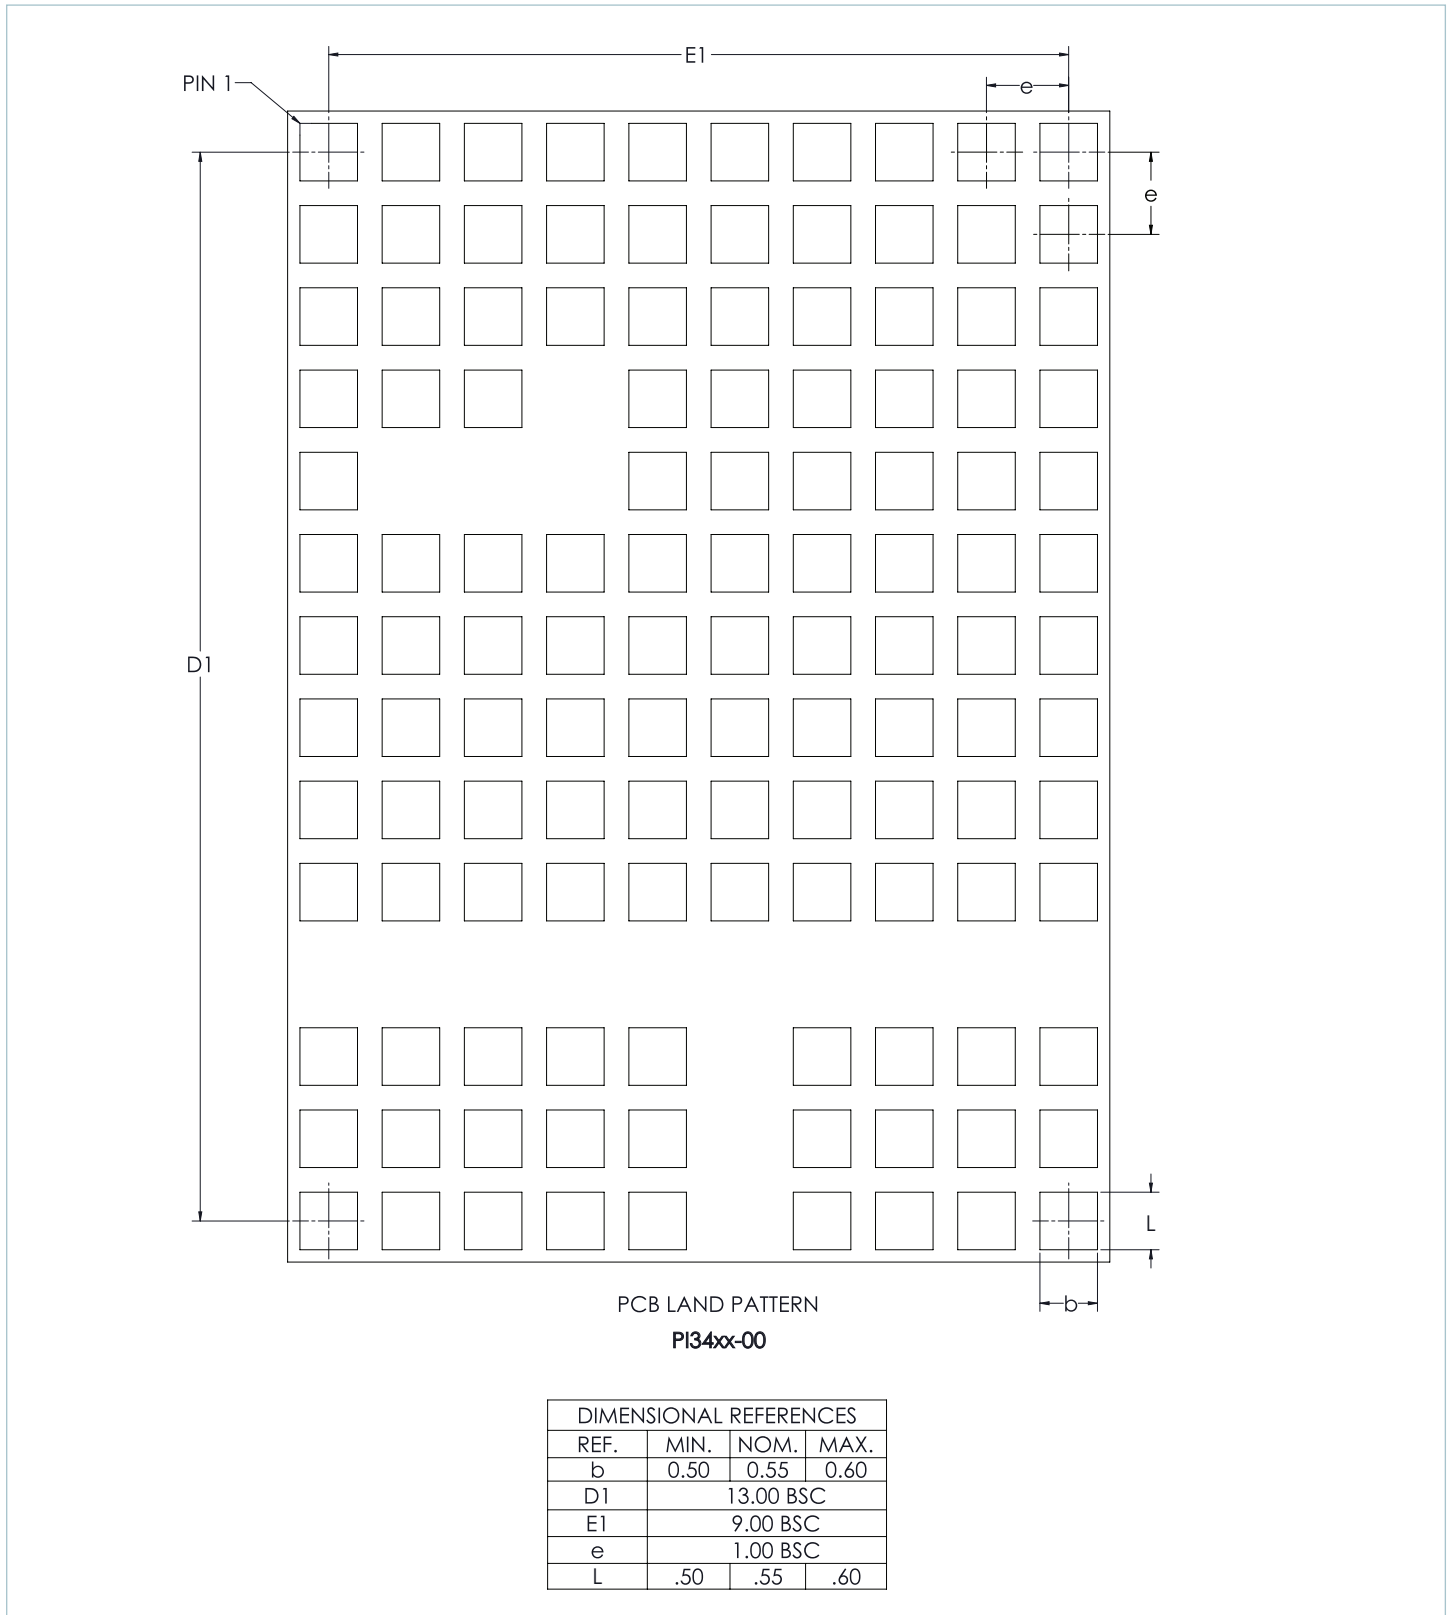 E1
PIN 1
e
e
D1
L
b
PCB LAND PATTERN
PI34xx-00
DIMENSIONAL REFERENCES
REF. MIN. NOM. MAX.
b 0.50 0.55 0.60
D1 13.00 BSC
E1 9.00 BSC
e 1.00 BSC
L .50 .55 .60